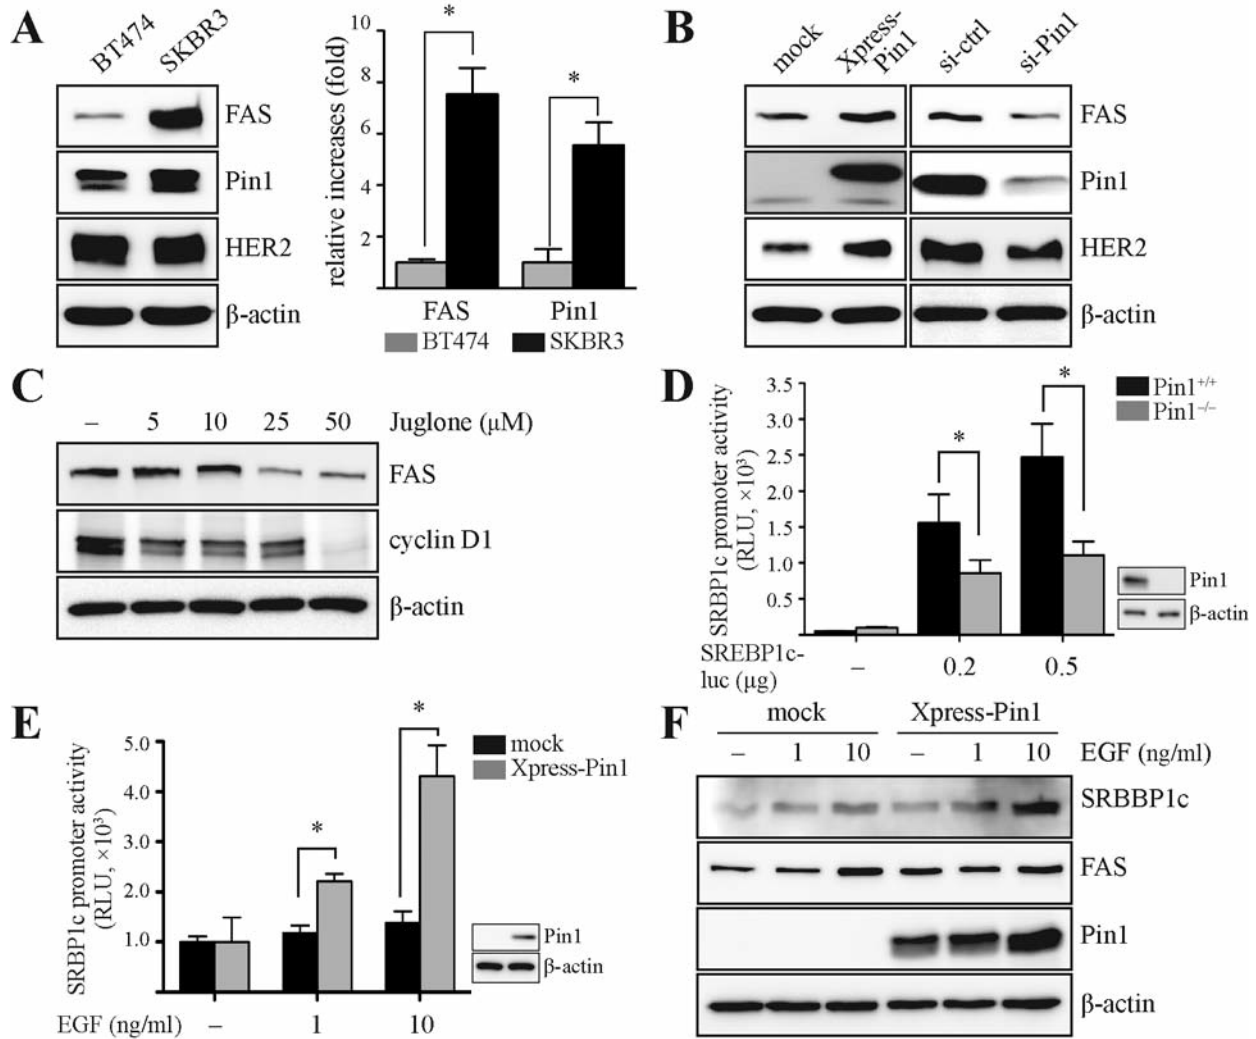 A
BT474
SKBR3
FAS
Pin1
HER2
β-actin
relative increases (fold)
10
8
6
4
2
*
*
FAS
Pin1
BT474
SKBR3
B
mock
Xpress-
Pin1
si-ctrl
si-Pin1
FAS
Pin1
HER2
β-actin
C
– 5 10 25 50 Juglone (μM)
FAS
cyclin D1
β-actin
D
SRBP1c promoter activity
(RLU, ×10³)
3.5
3.0
2.5
2.0
1.5
1.0
0.5
*
*
Pin1+/+
Pin1–/–
Pin1
β-actin
SREBP1c-
luc (μg)
– 0.2 0.5
E
SRBP1c promoter activity
(RLU, ×10³)
5.0
4.0
3.0
2.0
1.0
*
*
mock
Xpress-Pin1
Pin1
β-actin
EGF (ng/ml) – 1 10
F
mock Xpress-Pin1
– 1 10 – 1 10 EGF (ng/ml)
SRBBP1c
FAS
Pin1
β-actin